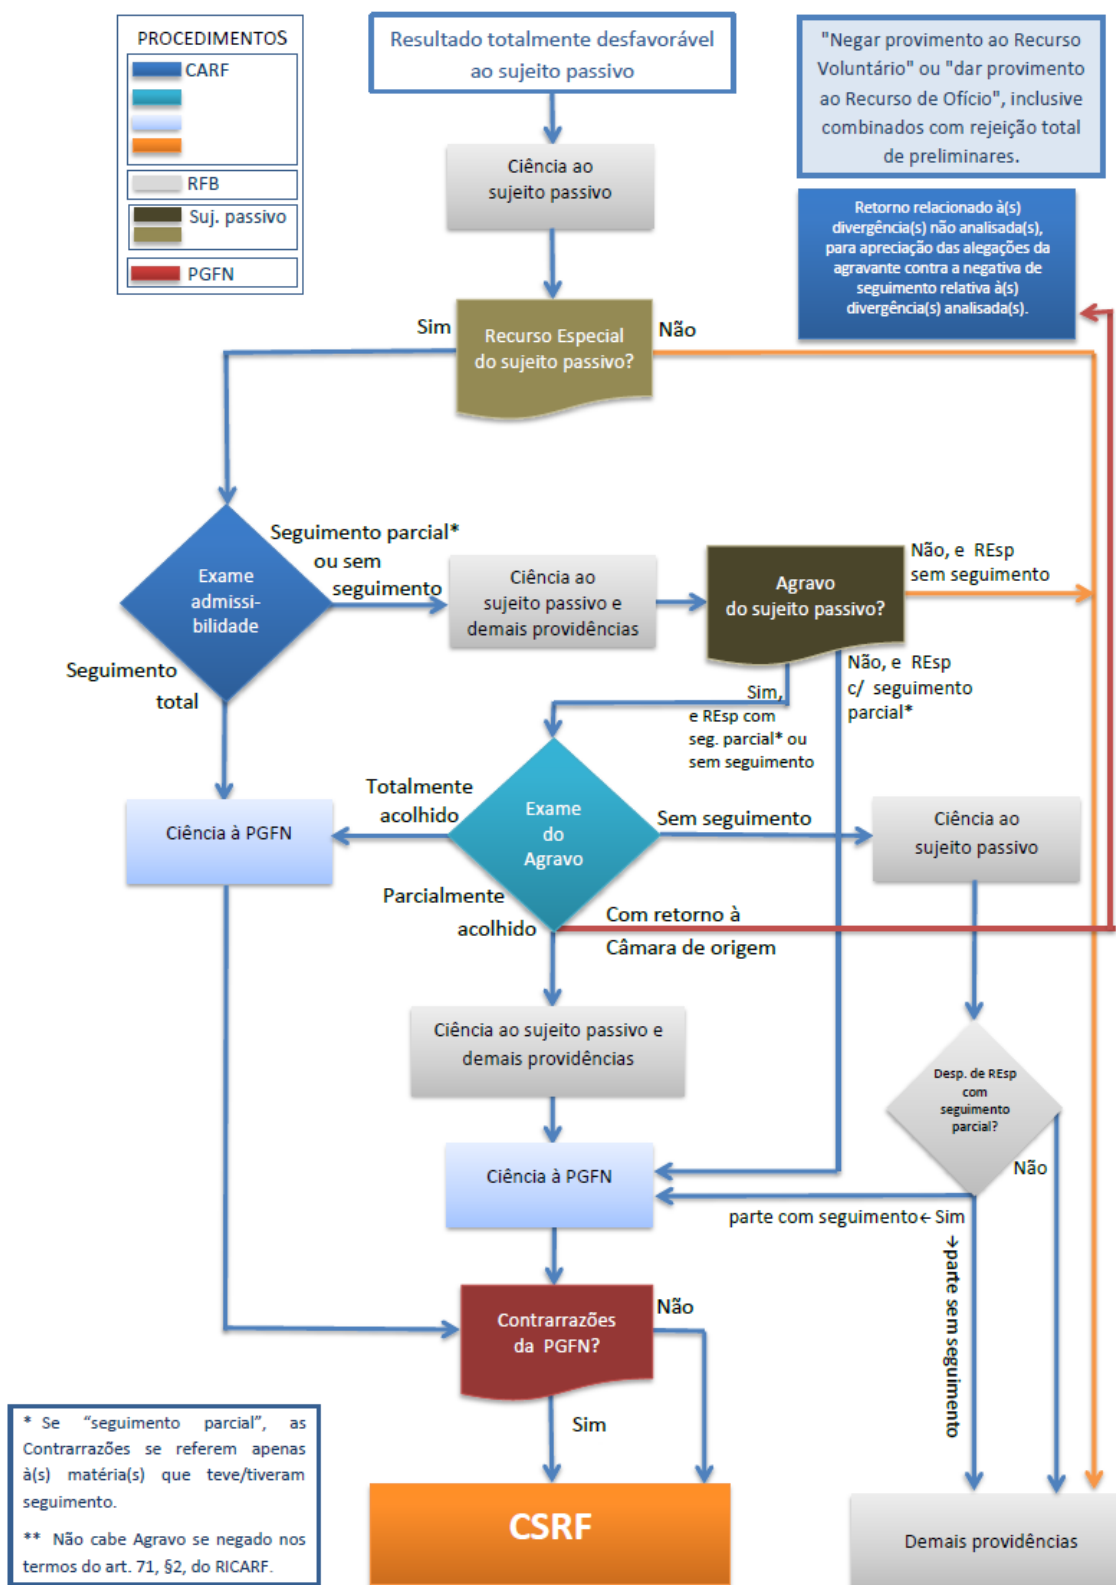 PROCEDIMENTOS
CARF
RFB
Suj. passivo
PGFN
Resultado totalmente desfavorável
ao sujeito passivo
"Negar provimento ao Recurso
Voluntário" ou "dar provimento
ao Recurso de Ofício", inclusive
combinados com rejeição total
de preliminares.
Ciência ao
sujeito passivo
Retorno relacionado à(s)
divergência(s) não analisada(s),
para apreciação das alegações da
agravante contra a negativa de
seguimento relativa à(s)
divergência(s) analisada(s).
Sim
Recurso Especial
do sujeito passivo?
Não
Exame
admissi-
bilidade
Seguimento parcial*
ou sem
seguimento
Ciência ao
sujeito passivo e
demais providências
Agravo
do sujeito passivo?
Não, e REsp
sem seguimento
Seguimento
total
Sim,
e REsp com
seg. parcial* ou
sem seguimento
Não, e REsp
c/ seguimento
parcial*
Ciência à PGFN
Totalmente
acolhido
Exame
do
Agravo
Sem seguimento
Ciência ao
sujeito passivo
Parcialmente
acolhido
Com retorno à
Câmara de origem
Ciência ao sujeito passivo e
demais providências
Desp. de REsp
com
seguimento
parcial?
Não
Ciência à PGFN
parte com seguimento← Sim
→parte sem seguimento
Contrarrazões
da PGFN?
Não
Sim
* Se “seguimento parcial”, as
Contrarrazões se referem apenas
à(s) matéria(s) que teve/tiveram
seguimento.
** Não cabe Agravo se negado nos
termos do art. 71, §2, do RICARF.
CSRF
Demais providências